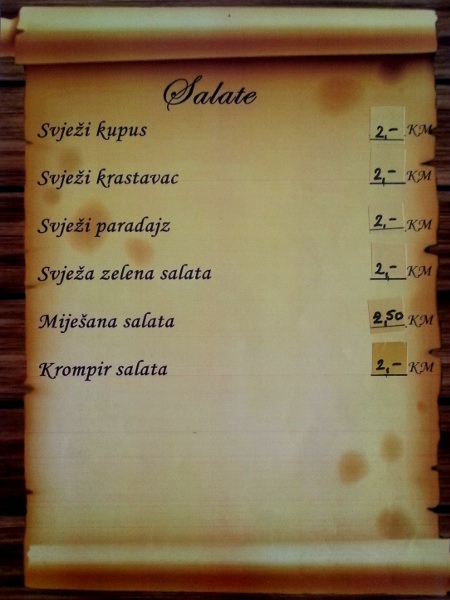 Salate
Svježi kupus 2,- KM
Svježi krastavac 2,- KM
Svježi paradajz 2,- KM
Svježa zelena salata 2,- KM
Miješana salata 2,50 KM
Krompir salata 2,- KM